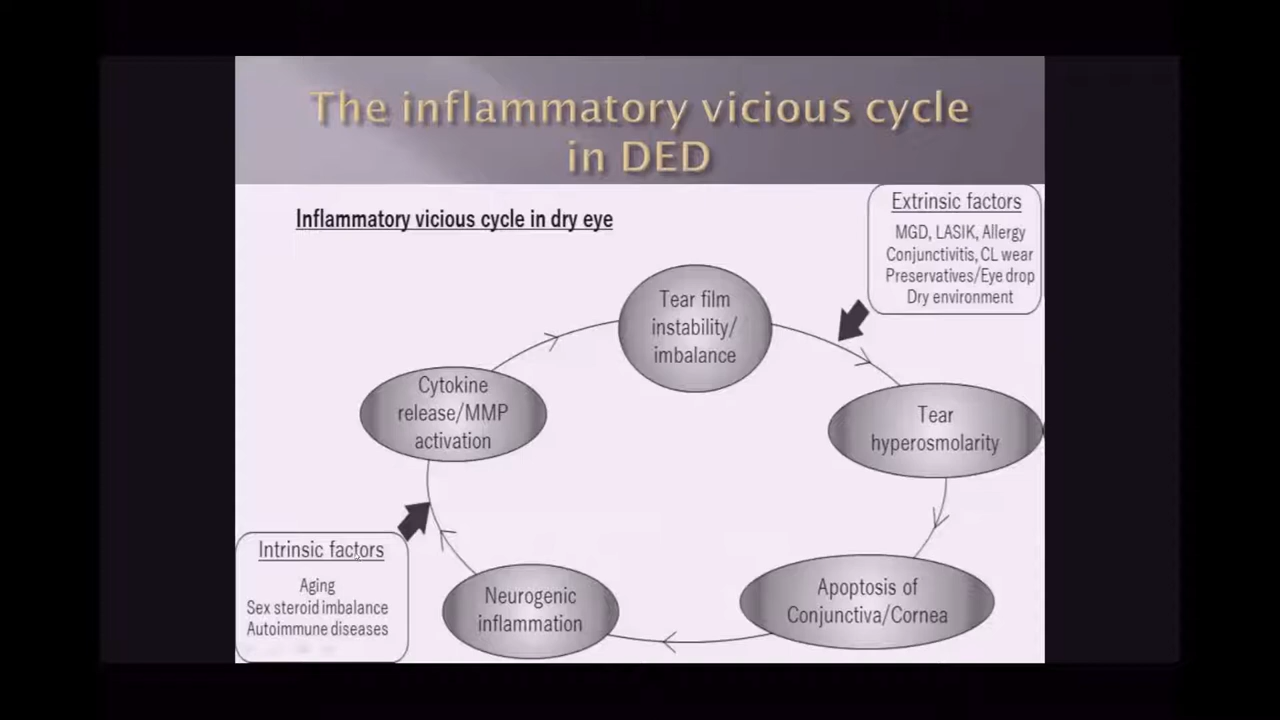 The inflammatory vicious cycle
in DED
Inflammatory vicious cycle in dry eye
Extrinsic factors
MGD, LASIK, Allergy
Conjunctivitis, CL wear
Preservatives/Eye drop
Dry environment
Tear film
instability/
imbalance
Tear
hyperosmolarity
Apoptosis of
Conjunctiva/Cornea
Neurogenic
inflammation
Cytokine
release/MMP
activation
Intrinsic factors
Aging
Sex steroid imbalance
Autoimmune diseases